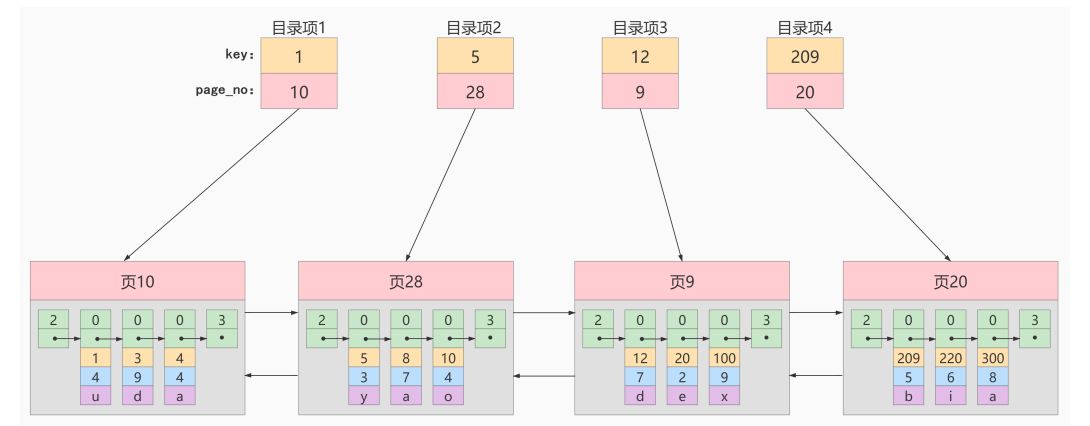 目录项1 目录项2 目录项3 目录项4
key: 1 5 12 209
page_no: 10 28 9 20
页10 页28 页9 页20
2 0 0 0 3 2 0 0 0 3 2 0 0 0 3 2 0 0 0 3
1 3 4 5 8 10 12 20 100 209 220 300
4 9 4 3 7 4 7 2 9 5 6 8
u d a y a o d e x b i a